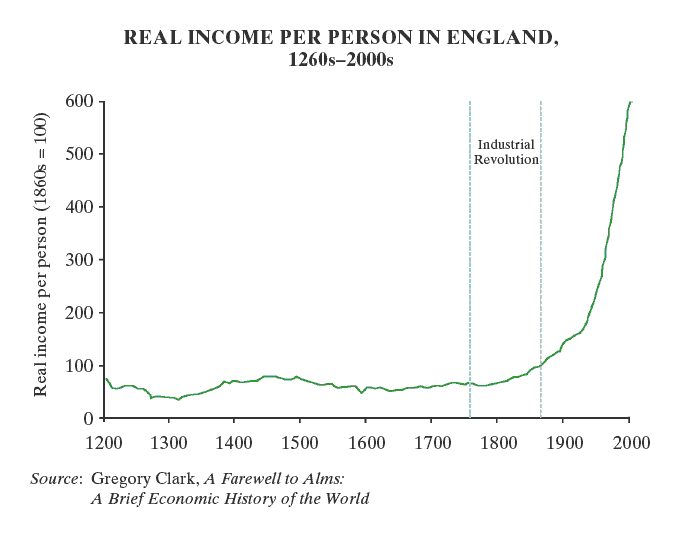 REAL INCOME PER PERSON IN ENGLAND,
1260s–2000s
Real income per person (1860s = 100)
600
500
400
300
200
100
0
Industrial
Revolution
1200 1300 1400 1500 1600 1700 1800 1900 2000
Source: Gregory Clark, A Farewell to Alms:
A Brief Economic History of the World